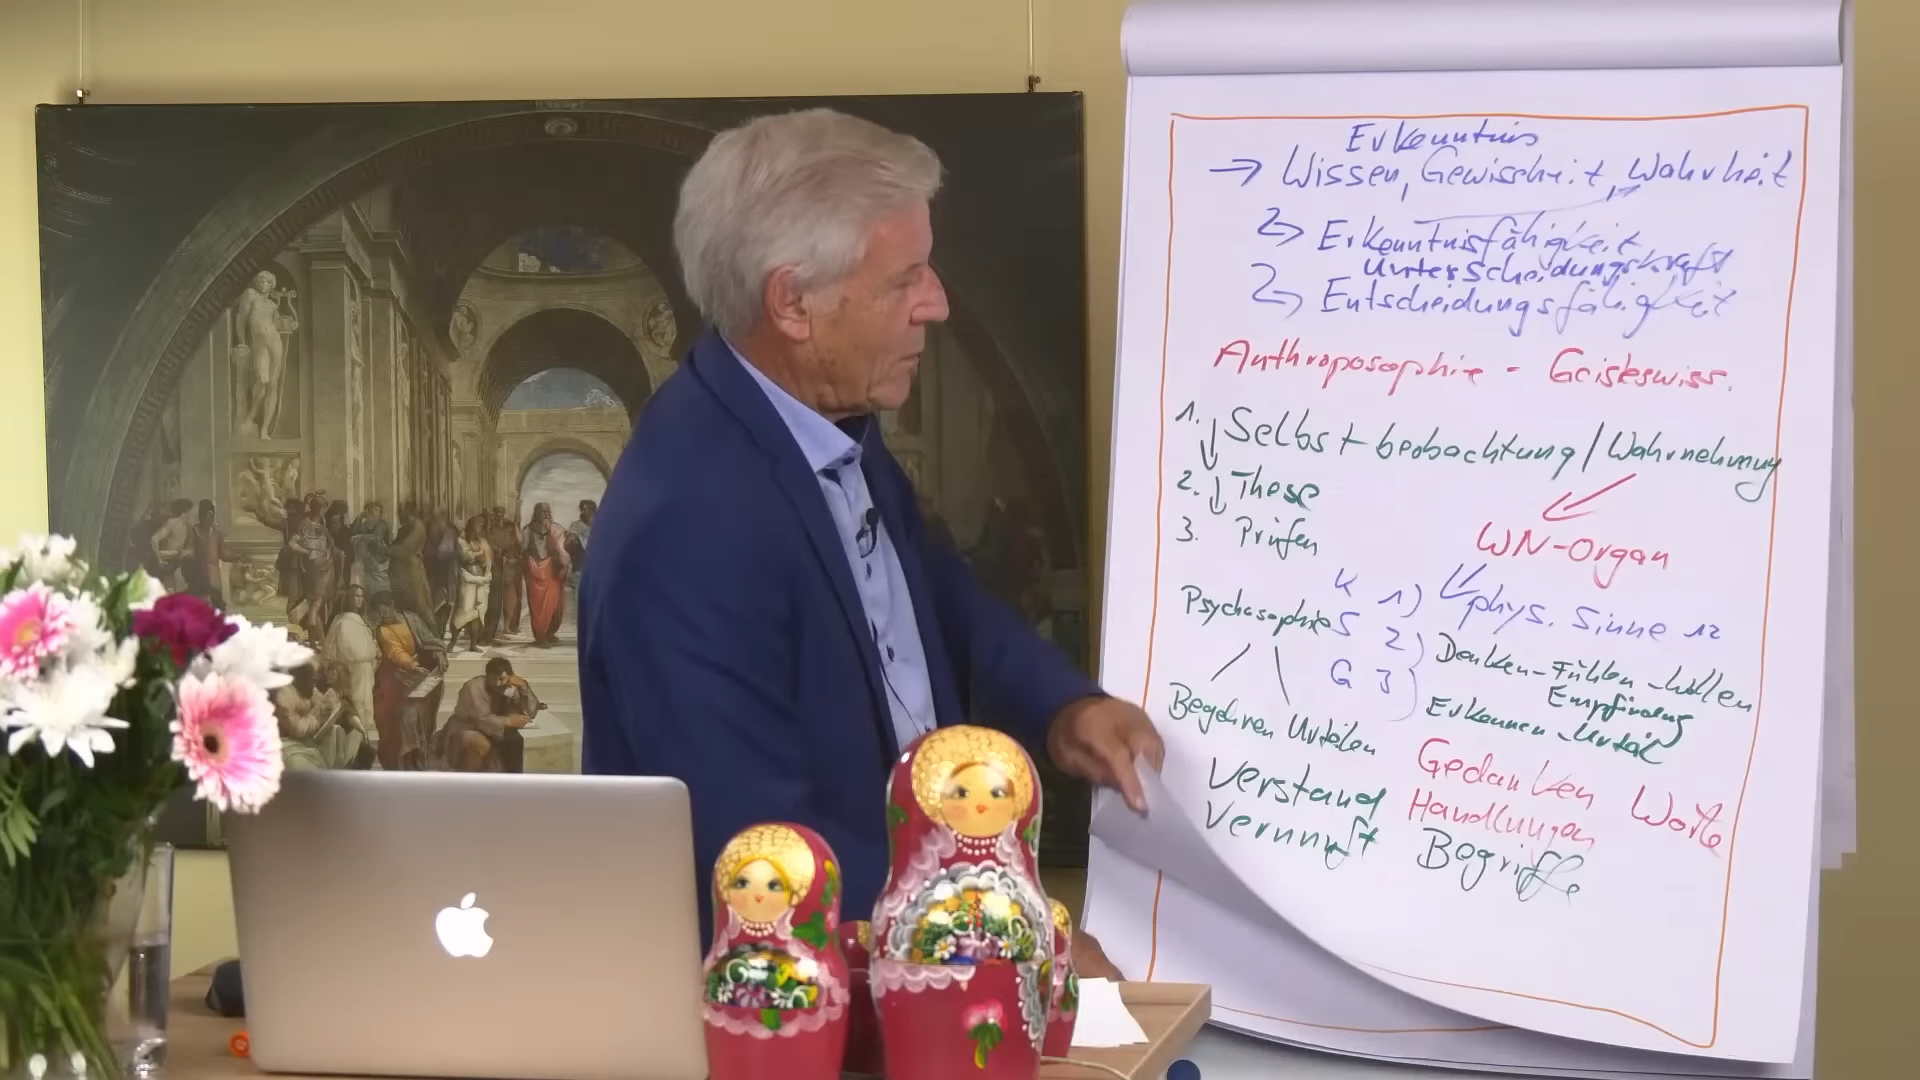 Erkenntnis
→ Wissen, Gewissheit, Wahrheit
Erkenntnisfähigkeit
Unterscheidungskraft
Entscheidungsfähigkeit
Anthroposophie - Geisteswiss.
1. Selbst+beobachtung / Wahrnehmung
2. These
3. Prüfen
WN-Organ
K 1) phys. Sinne 12
Psychosophie S 2) Denken-Fühlen-Wollen
Empfindung
G 3) Erkennen-Urteil
Begehren Urteilen
Verstand Gedanken Worte
Handlungen
Vernunft Begriffe